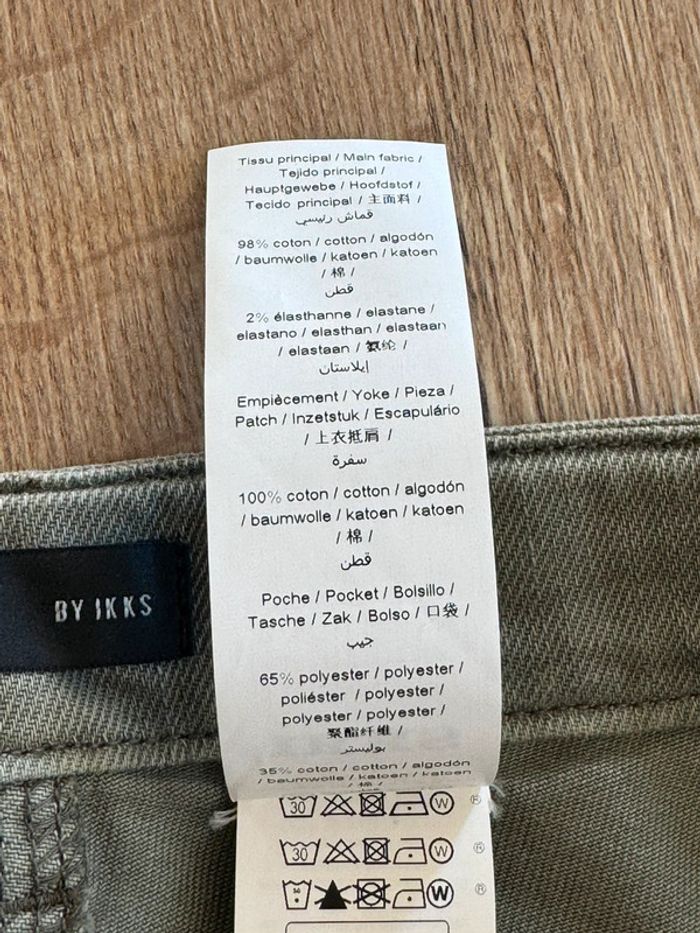 Tissu principal / Main fabric /
Tejido principal /
Hauptgewebe / Hoofdstof /
Tecido principal / 主面料 /
قماش رئيسي
98% coton / cotton / algodón
/ baumwolle / katoen / katoen
/ 棉 /
قطن
2% élasthanne / elastane /
elastano / elasthan / elastaan
/ elastaan / 氨纶 /
إيلاستان
Empiècement / Yoke / Pieza /
Patch / Inzetstuk / Escapulário
/ 上衣抵肩 /
سفرة
100% coton / cotton / algodón
/ baumwolle / katoen / katoen
/ 棉 /
قطن
BY IKKS
Poche / Pocket / Bolsillo /
Tasche / Zak / Bolso / 口袋 /
جيب
65% polyester / polyester /
poliéster / polyester /
polyester / polyester /
聚酯纤维 /
بوليستر
35% coton / cotton / algodón
/ baumwolle / katoen / katoen
/ 棉 /
30 W ®
30 W ®
W ®